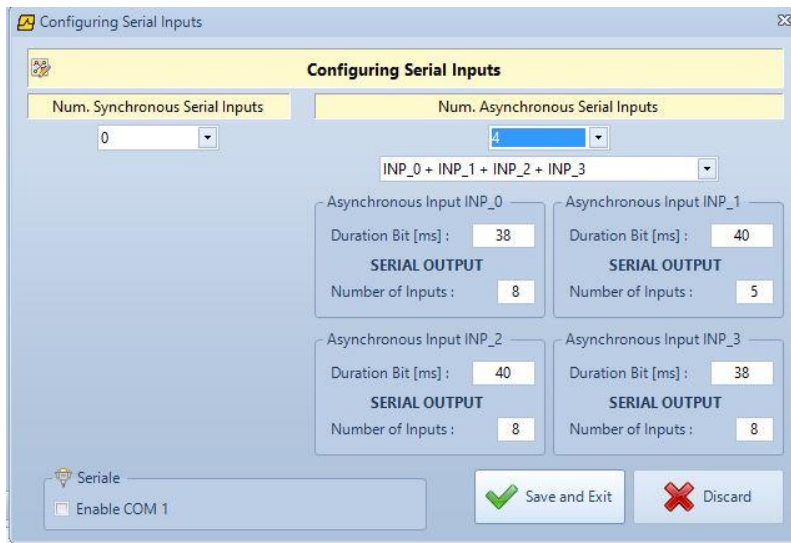 Configuring Serial Inputs
Configuring Serial Inputs
Num. Synchronous Serial Inputs
0
Num. Asynchronous Serial Inputs
4
INP_0 + INP_1 + INP_2 + INP_3
Asynchronous Input INP_0
Duration Bit [ms] : 38
SERIAL OUTPUT
Number of Inputs : 8
Asynchronous Input INP_1
Duration Bit [ms] : 40
SERIAL OUTPUT
Number of Inputs : 5
Asynchronous Input INP_2
Duration Bit [ms] : 40
SERIAL OUTPUT
Number of Inputs : 8
Asynchronous Input INP_3
Duration Bit [ms] : 38
SERIAL OUTPUT
Number of Inputs : 8
Seriale
Enable COM 1
Save and Exit
Discard